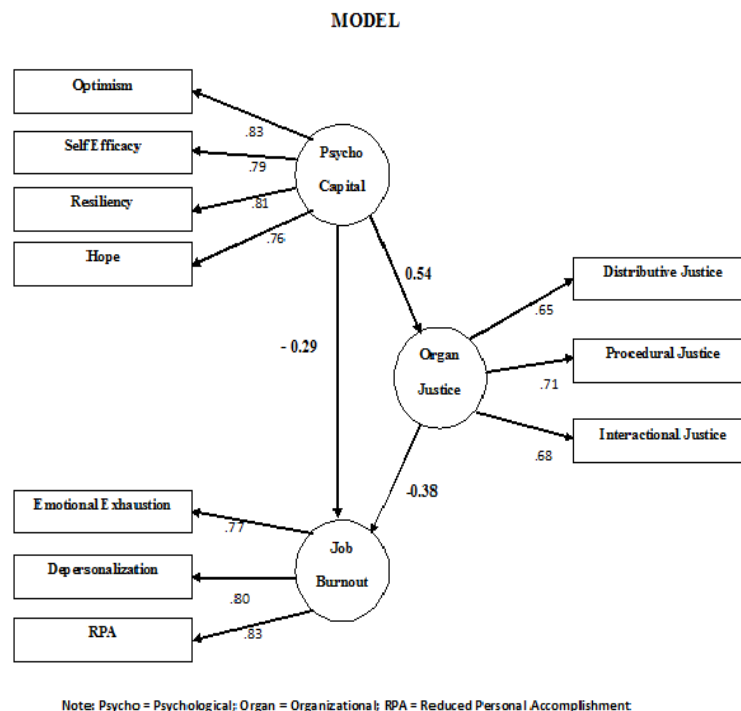 MODEL
Optimism
.83
Self Efficacy
.79
Psycho
Capital
Resiliency
.81
Hope
.76
0.54
Distributive Justice
.65
- 0.29
Organ
Justice
Procedural Justice
.71
Interactional Justice
.68
-0.38
Emotional Exhaustion
.77
Job
Burnout
Depersonalization
.80
RPA
.83
Note: Psycho = Psychological; Organ = Organizational; RPA = Reduced Personal Accomplishment